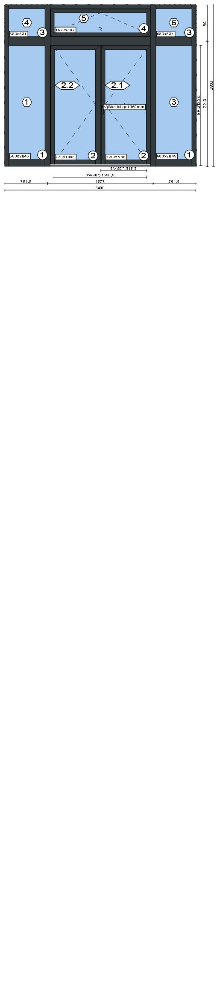 4
683x531
3
5
1677x387
R
4
6
683x531
3
641
2860
2.2
2.1
1
Výška kliky:1050mm
3
SR:2125,5
2219
683x2045
1
770x1986
2
770x1986
2
683x2045
1
SV(90°):815,3
SV(90°):1650,5
761,5
1877
761,5
3400